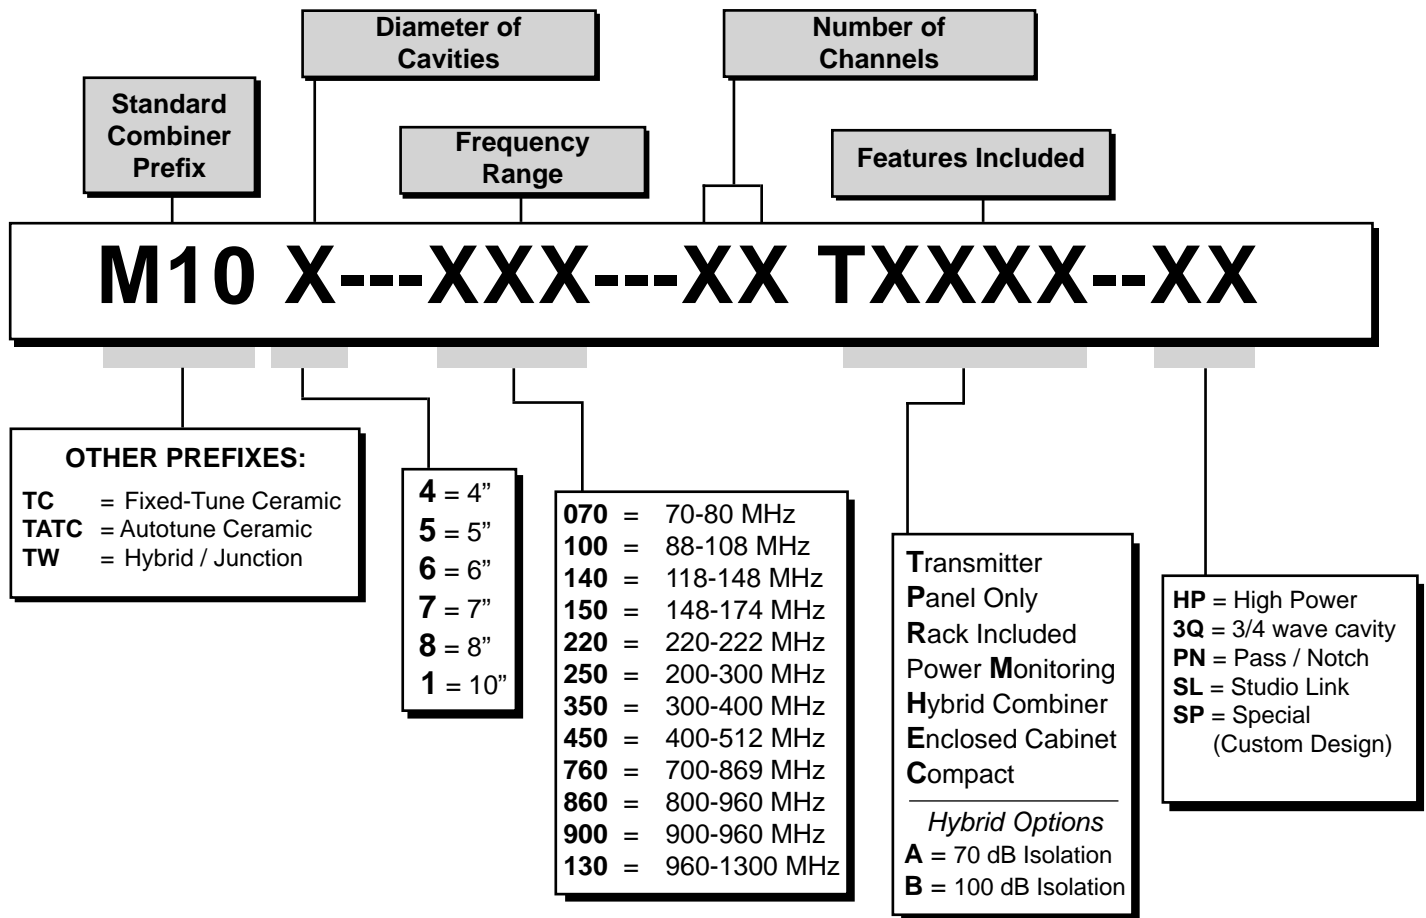 Diameter of
Cavities
Number of
Channels
Standard
Combiner
Prefix
Frequency
Range
Features Included
M10 X---XXX---XX TXXXX--XX
OTHER PREFIXES:
TC = Fixed-Tune Ceramic
TATC = Autotune Ceramic
TW = Hybrid / Junction
4 = 4”
5 = 5”
6 = 6”
7 = 7”
8 = 8”
1 = 10”
070 = 70-80 MHz
100 = 88-108 MHz
140 = 118-148 MHz
150 = 148-174 MHz
220 = 220-222 MHz
250 = 200-300 MHz
350 = 300-400 MHz
450 = 400-512 MHz
760 = 700-869 MHz
860 = 800-960 MHz
900 = 900-960 MHz
130 = 960-1300 MHz
Transmitter
Panel Only
Rack Included
Power Monitoring
Hybrid Combiner
Enclosed Cabinet
Compact
Hybrid Options
A = 70 dB Isolation
B = 100 dB Isolation
HP = High Power
3Q = 3/4 wave cavity
PN = Pass / Notch
SL = Studio Link
SP = Special
(Custom Design)